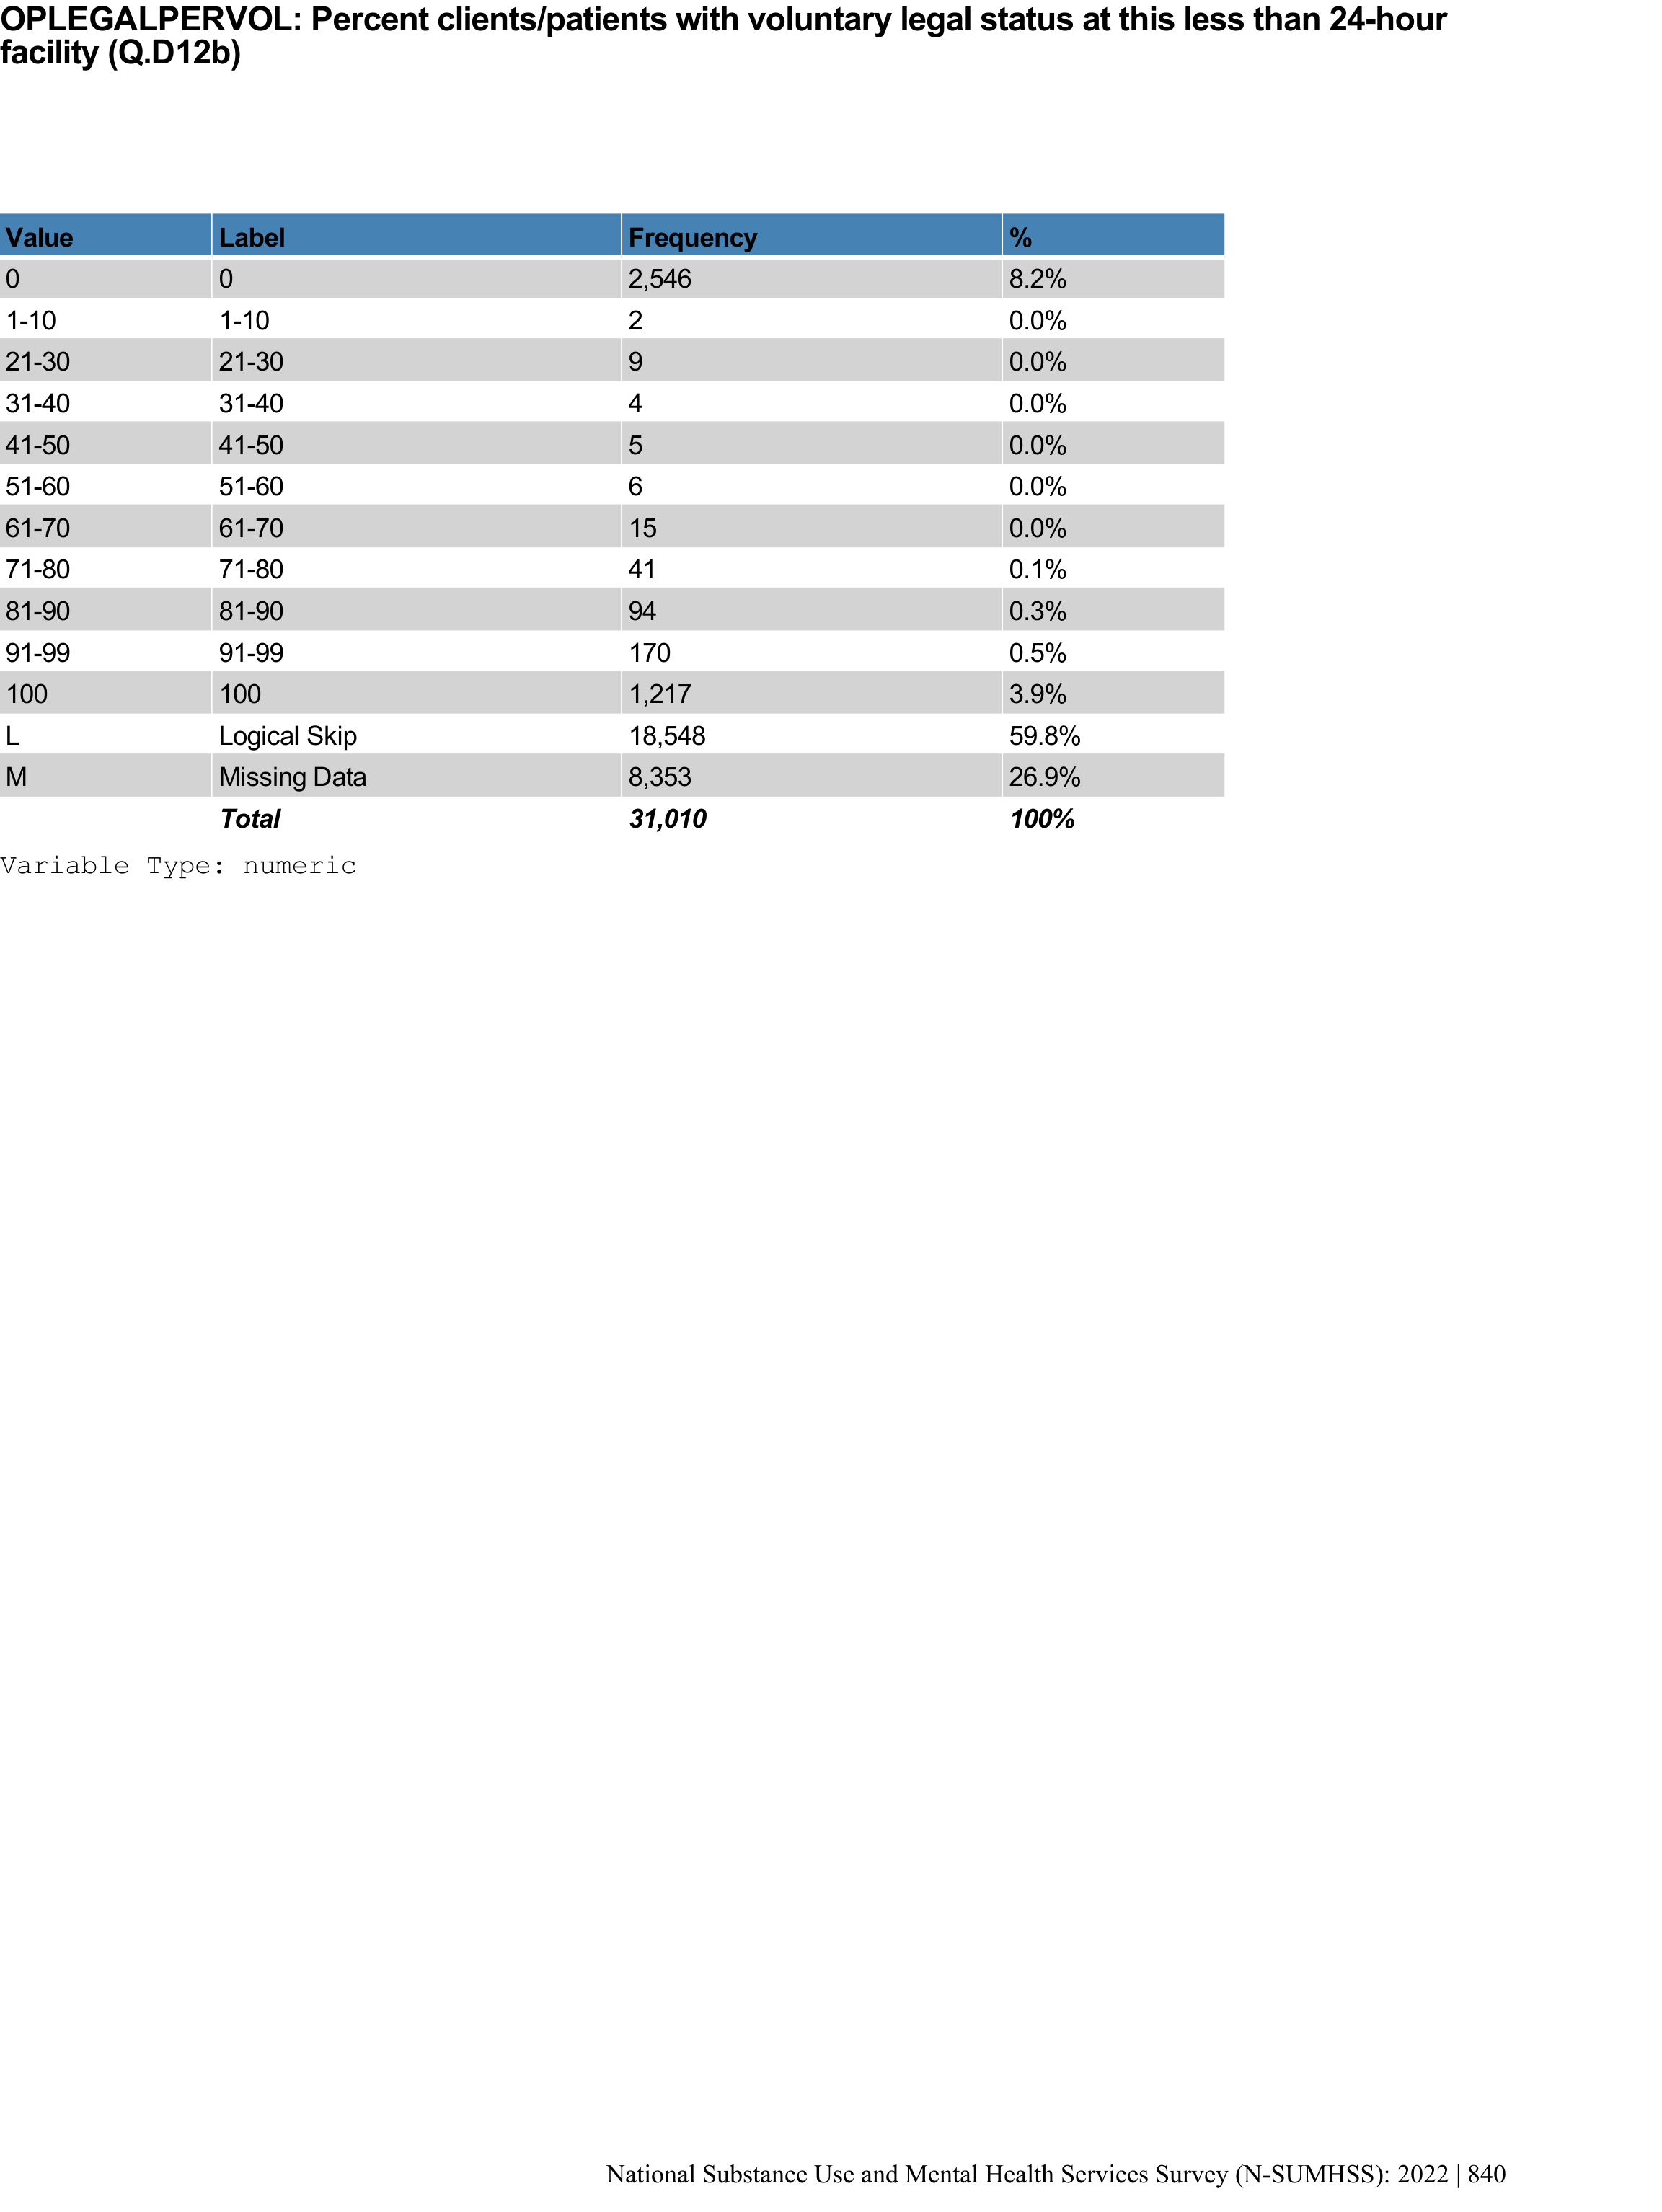 OPLEGALPERVOL: Percent clients/patients with voluntary legal status at this less than 24-hour
facility (Q.D12b)
Value Label Frequency %
0 0 2,546 8.2%
1-10 1-10 2 0.0%
21-30 21-30 9 0.0%
31-40 31-40 4 0.0%
41-50 41-50 5 0.0%
51-60 51-60 6 0.0%
61-70 61-70 15 0.0%
71-80 71-80 41 0.1%
81-90 81-90 94 0.3%
91-99 91-99 170 0.5%
100 100 1,217 3.9%
L Logical Skip 18,548 59.8%
M Missing Data 8,353 26.9%
Total 31,010 100%
Variable Type: numeric
National Substance Use and Mental Health Services Survey (N-SUMHSS): 2022 | 840